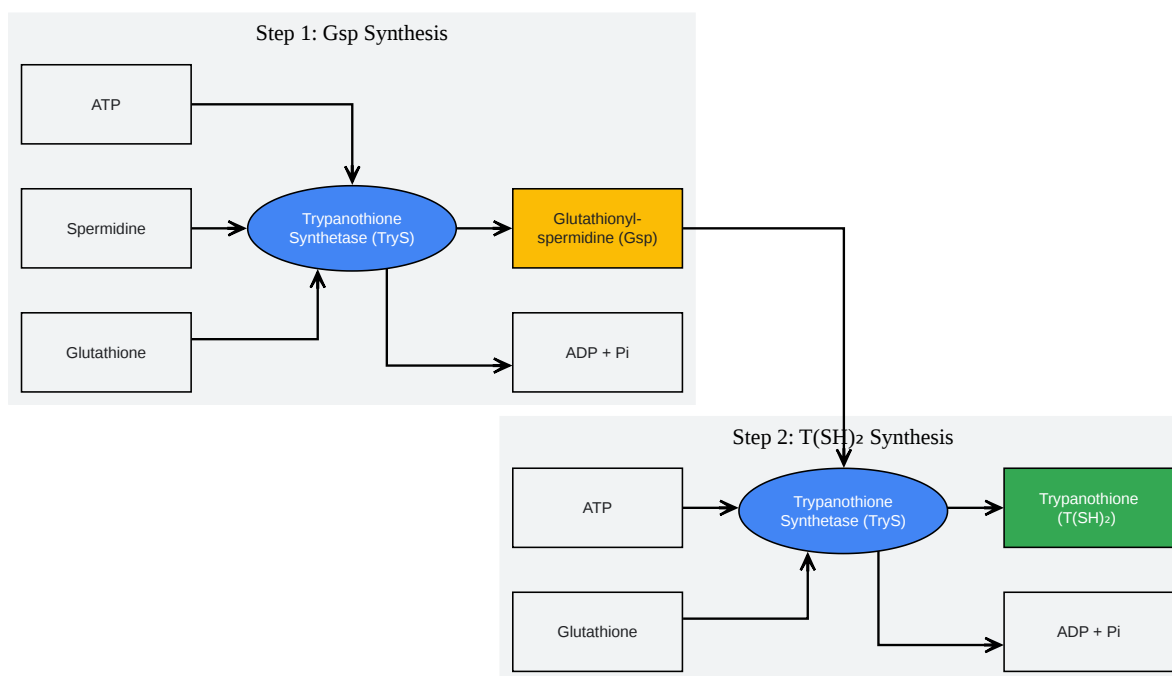 Step 1: Gsp Synthesis
ATP
Spermidine
Trypanothione
Synthetase (TryS)
Glutathionyl-
spermidine (Gsp)
Glutathione
ADP + Pi
Step 2: T(SH)₂ Synthesis
ATP
Trypanothione
Synthetase (TryS)
Trypanothione
(T(SH)₂)
Glutathione
ADP + Pi